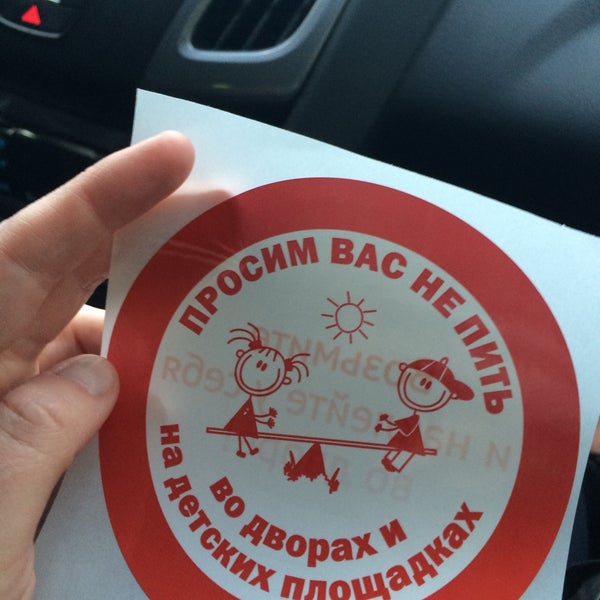 ПРОСИМ ВАС НЕ ПИТЬ
во дворах и
на детских площадках